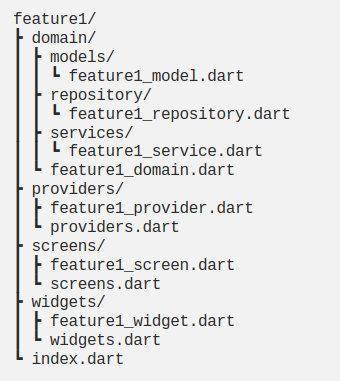 feature1/
┣ domain/
┃ ┣ models/
┃ ┃ ┗ feature1_model.dart
┃ ┣ repository/
┃ ┃ ┗ feature1_repository.dart
┃ ┣ services/
┃ ┃ ┗ feature1_service.dart
┃ ┗ feature1_domain.dart
┣ providers/
┃ ┣ feature1_provider.dart
┃ ┗ providers.dart
┣ screens/
┃ ┣ feature1_screen.dart
┃ ┗ screens.dart
┣ widgets/
┃ ┣ feature1_widget.dart
┃ ┗ widgets.dart
┗ index.dart